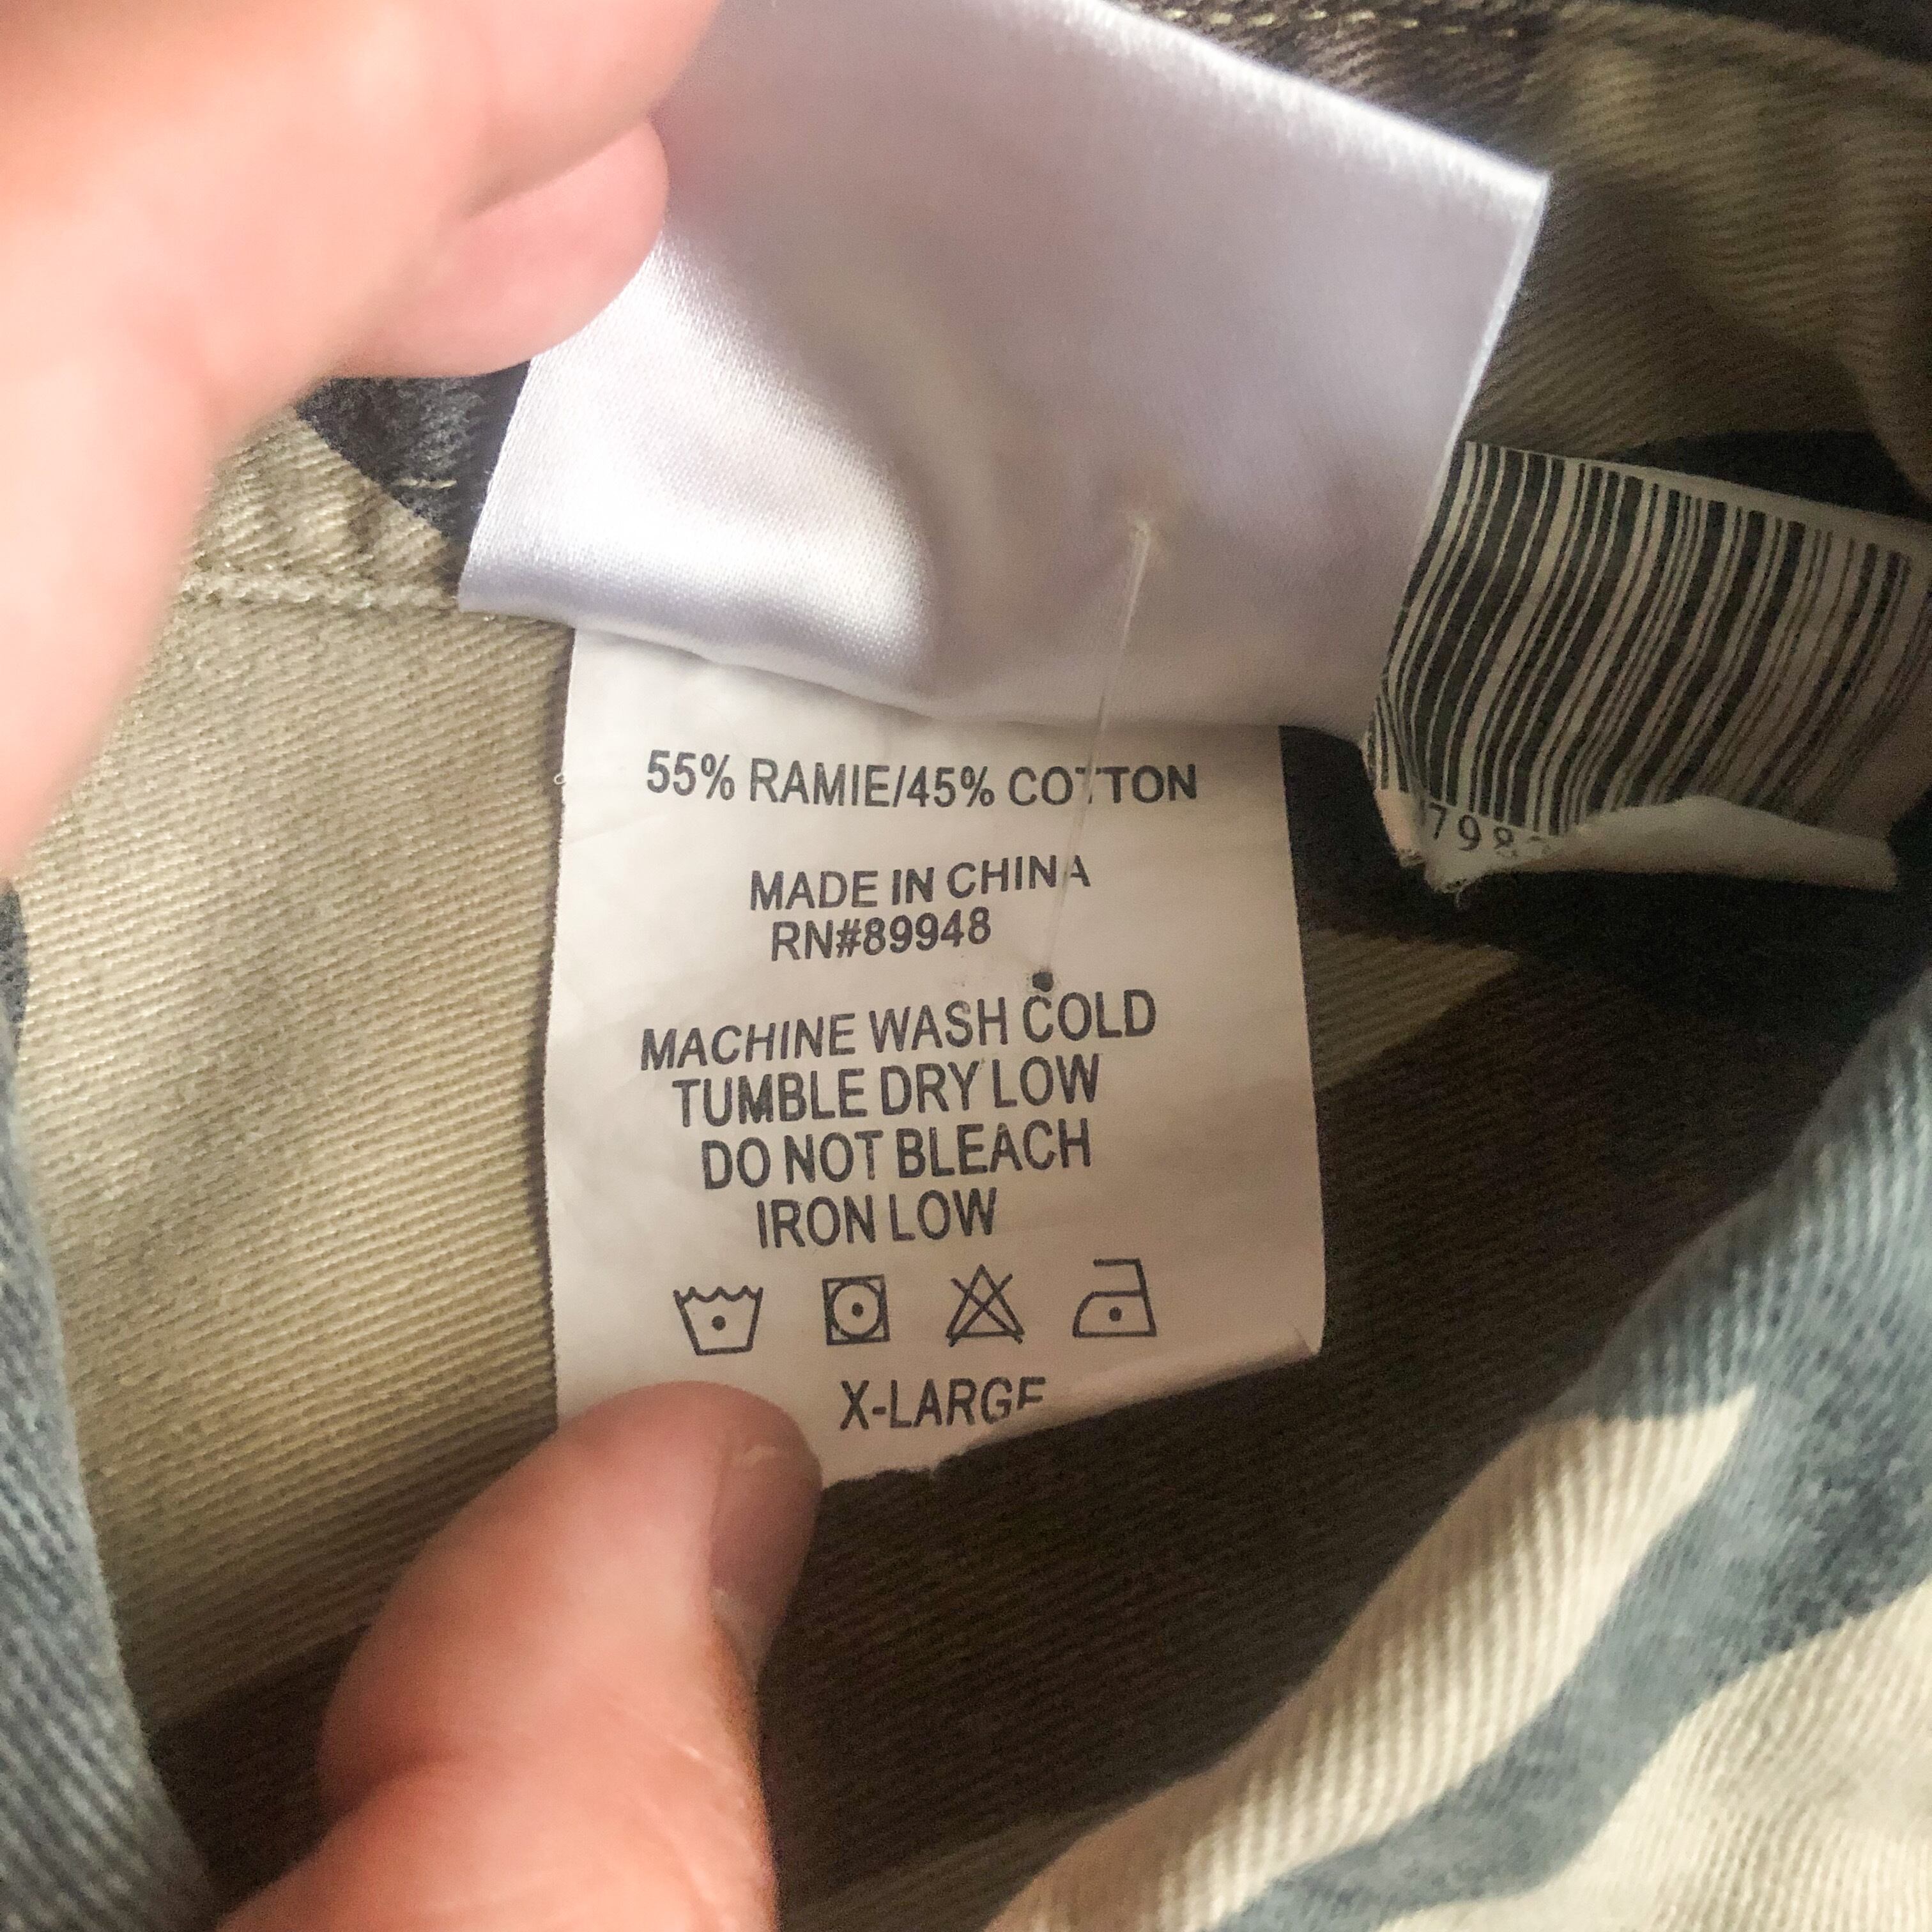 55% RAMIE/45% COTTON
MADE IN CHINA
RN#89948
MACHINE WASH COLD
TUMBLE DRY LOW
DO NOT BLEACH
IRON LOW
X-LARGE